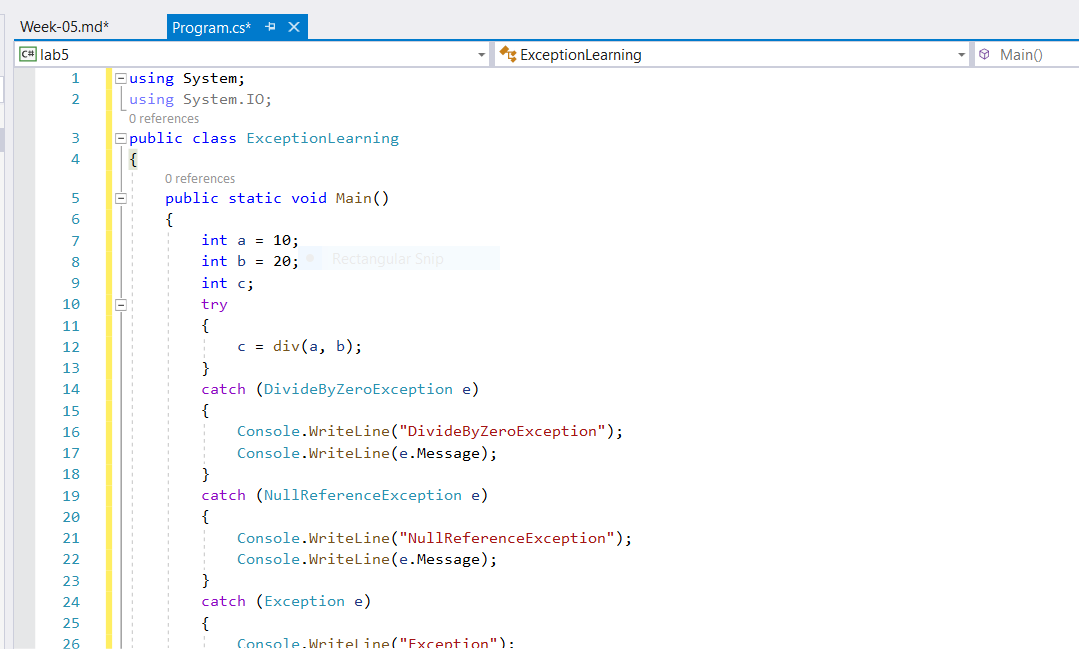 Week-05.md*
Program.cs*
C# lab5
ExceptionLearning
Main()
1 using System;
2 using System.IO;
0 references
3 public class ExceptionLearning
4 {
0 references
5 public static void Main()
6 {
7 int a = 10;
8 int b = 20;
Rectangular Snip
9 int c;
10 try
11 {
12 c = div(a, b);
13 }
14 catch (DivideByZeroException e)
15 {
16 Console.WriteLine("DivideByZeroException");
17 Console.WriteLine(e.Message);
18 }
19 catch (NullReferenceException e)
20 {
21 Console.WriteLine("NullReferenceException");
22 Console.WriteLine(e.Message);
23 }
24 catch (Exception e)
25 {
26 Console.WriteLine("Exception");